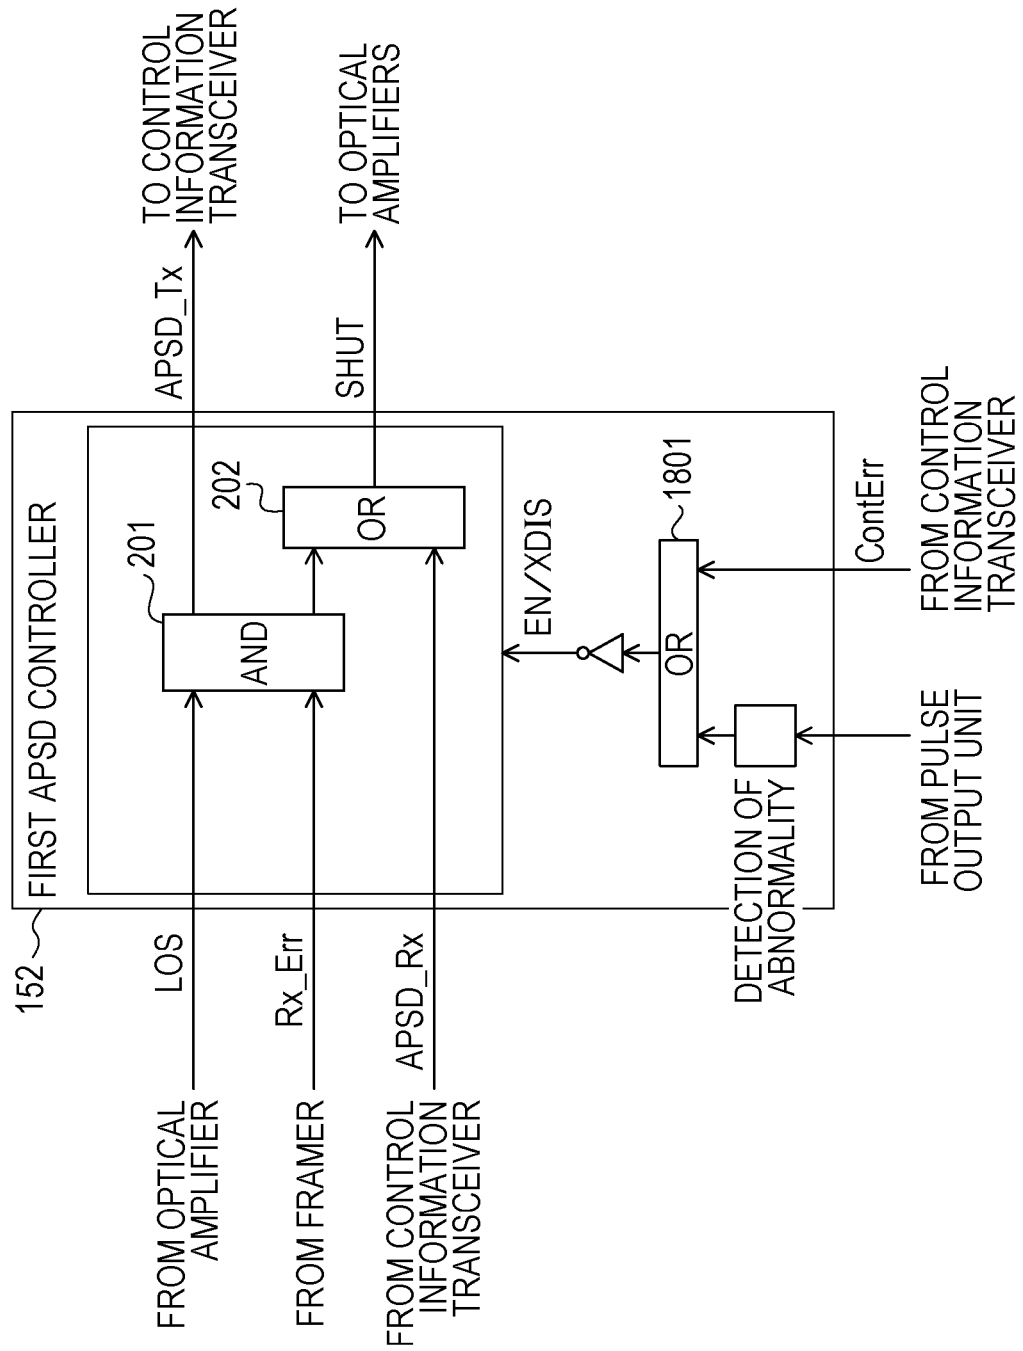 152
FIRST APSD CONTROLLER
FROM OPTICAL
AMPLIFIER
LOS
201
AND
APSD_Tx
TO CONTROL
INFORMATION
TRANSCEIVER
FROM FRAMER
Rx_Err
202
OR
SHUT
TO OPTICAL
AMPLIFIERS
FROM CONTROL
INFORMATION
TRANSCEIVER
APSD_Rx
EN/XDIS
OR
1801
DETECTION OF
ABNORMALITY
ContErr
FROM PULSE
OUTPUT UNIT
FROM CONTROL
INFORMATION
TRANSCEIVER